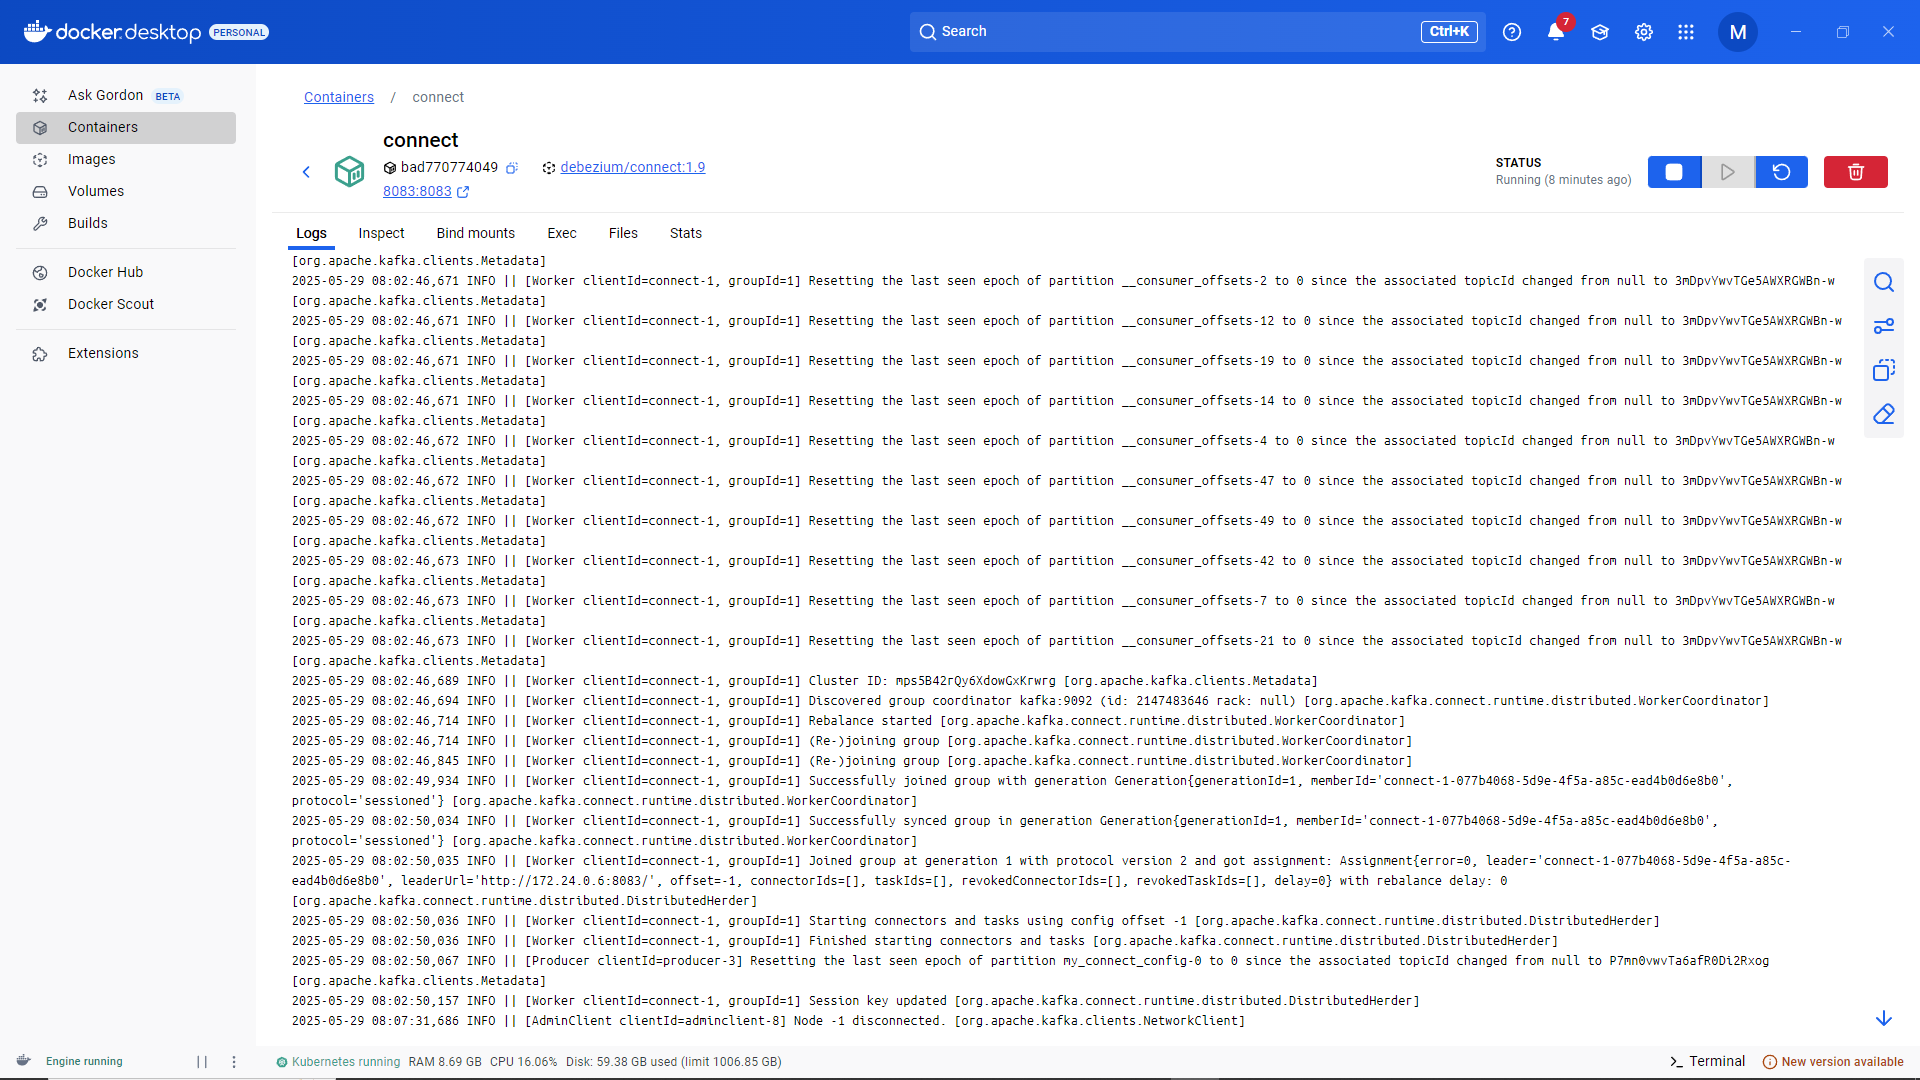 docker.desktop PERSONAL
Search Ctrl+K
7
M
Ask Gordon BETA
Containers
Images
Volumes
Builds
Docker Hub
Docker Scout
Extensions
Containers / connect
connect
bad770774049 debezium/connect:1.9
8083:8083
STATUS
Running (8 minutes ago)
Logs Inspect Bind mounts Exec Files Stats
[org.apache.kafka.clients.Metadata]
2025-05-29 08:02:46,671 INFO || [Worker clientId=connect-1, groupId=1] Resetting the last seen epoch of partition __consumer_offsets-2 to 0 since the associated topicId changed from null to 3mDpvYwvTGe5AWXRGWBn-w
[org.apache.kafka.clients.Metadata]
2025-05-29 08:02:46,671 INFO || [Worker clientId=connect-1, groupId=1] Resetting the last seen epoch of partition __consumer_offsets-12 to 0 since the associated topicId changed from null to 3mDpvYwvTGe5AWXRGWBn-w
[org.apache.kafka.clients.Metadata]
2025-05-29 08:02:46,671 INFO || [Worker clientId=connect-1, groupId=1] Resetting the last seen epoch of partition __consumer_offsets-19 to 0 since the associated topicId changed from null to 3mDpvYwvTGe5AWXRGWBn-w
[org.apache.kafka.clients.Metadata]
2025-05-29 08:02:46,671 INFO || [Worker clientId=connect-1, groupId=1] Resetting the last seen epoch of partition __consumer_offsets-14 to 0 since the associated topicId changed from null to 3mDpvYwvTGe5AWXRGWBn-w
[org.apache.kafka.clients.Metadata]
2025-05-29 08:02:46,672 INFO || [Worker clientId=connect-1, groupId=1] Resetting the last seen epoch of partition __consumer_offsets-4 to 0 since the associated topicId changed from null to 3mDpvYwvTGe5AWXRGWBn-w
[org.apache.kafka.clients.Metadata]
2025-05-29 08:02:46,672 INFO || [Worker clientId=connect-1, groupId=1] Resetting the last seen epoch of partition __consumer_offsets-47 to 0 since the associated topicId changed from null to 3mDpvYwvTGe5AWXRGWBn-w
[org.apache.kafka.clients.Metadata]
2025-05-29 08:02:46,672 INFO || [Worker clientId=connect-1, groupId=1] Resetting the last seen epoch of partition __consumer_offsets-49 to 0 since the associated topicId changed from null to 3mDpvYwvTGe5AWXRGWBn-w
[org.apache.kafka.clients.Metadata]
2025-05-29 08:02:46,673 INFO || [Worker clientId=connect-1, groupId=1] Resetting the last seen epoch of partition __consumer_offsets-42 to 0 since the associated topicId changed from null to 3mDpvYwvTGe5AWXRGWBn-w
[org.apache.kafka.clients.Metadata]
2025-05-29 08:02:46,673 INFO || [Worker clientId=connect-1, groupId=1] Resetting the last seen epoch of partition __consumer_offsets-7 to 0 since the associated topicId changed from null to 3mDpvYwvTGe5AWXRGWBn-w
[org.apache.kafka.clients.Metadata]
2025-05-29 08:02:46,673 INFO || [Worker clientId=connect-1, groupId=1] Resetting the last seen epoch of partition __consumer_offsets-21 to 0 since the associated topicId changed from null to 3mDpvYwvTGe5AWXRGWBn-w
[org.apache.kafka.clients.Metadata]
2025-05-29 08:02:46,689 INFO || [Worker clientId=connect-1, groupId=1] Cluster ID: mps5B42rQy6XdowGxKrwrg [org.apache.kafka.clients.Metadata]
2025-05-29 08:02:46,694 INFO || [Worker clientId=connect-1, groupId=1] Discovered group coordinator kafka:9092 (id: 2147483646 rack: null) [org.apache.kafka.connect.runtime.distributed.WorkerCoordinator]
2025-05-29 08:02:46,714 INFO || [Worker clientId=connect-1, groupId=1] Rebalance started [org.apache.kafka.connect.runtime.distributed.WorkerCoordinator]
2025-05-29 08:02:46,714 INFO || [Worker clientId=connect-1, groupId=1] (Re-)joining group [org.apache.kafka.connect.runtime.distributed.WorkerCoordinator]
2025-05-29 08:02:46,845 INFO || [Worker clientId=connect-1, groupId=1] (Re-)joining group [org.apache.kafka.connect.runtime.distributed.WorkerCoordinator]
2025-05-29 08:02:49,934 INFO || [Worker clientId=connect-1, groupId=1] Successfully joined group with generation Generation{generationId=1, memberId='connect-1-077b4068-5d9e-4f5a-a85c-ead4b0d6e8b0',
protocol='sessioned'} [org.apache.kafka.connect.runtime.distributed.WorkerCoordinator]
2025-05-29 08:02:50,034 INFO || [Worker clientId=connect-1, groupId=1] Successfully synced group in generation Generation{generationId=1, memberId='connect-1-077b4068-5d9e-4f5a-a85c-ead4b0d6e8b0',
protocol='sessioned'} [org.apache.kafka.connect.runtime.distributed.WorkerCoordinator]
2025-05-29 08:02:50,035 INFO || [Worker clientId=connect-1, groupId=1] Joined group at generation 1 with protocol version 2 and got assignment: Assignment{error=0, leader='connect-1-077b4068-5d9e-4f5a-a85c-
ead4b0d6e8b0', leaderUrl='http://172.24.0.6:8083/', offset=-1, connectorIds=[], taskIds=[], revokedConnectorIds=[], revokedTaskIds=[], delay=0} with rebalance delay: 0
[org.apache.kafka.connect.runtime.distributed.DistributedHerder]
2025-05-29 08:02:50,036 INFO || [Worker clientId=connect-1, groupId=1] Starting connectors and tasks using config offset -1 [org.apache.kafka.connect.runtime.distributed.DistributedHerder]
2025-05-29 08:02:50,036 INFO || [Worker clientId=connect-1, groupId=1] Finished starting connectors and tasks [org.apache.kafka.connect.runtime.distributed.DistributedHerder]
2025-05-29 08:02:50,067 INFO || [Producer clientId=producer-3] Resetting the last seen epoch of partition my_connect_config-0 to 0 since the associated topicId changed from null to P7mn0vwvTa6afR0Di2Rxog
[org.apache.kafka.clients.Metadata]
2025-05-29 08:02:50,157 INFO || [Worker clientId=connect-1, groupId=1] Session key updated [org.apache.kafka.connect.runtime.distributed.DistributedHerder]
2025-05-29 08:07:31,686 INFO || [AdminClient clientId=adminclient-8] Node -1 disconnected. [org.apache.kafka.clients.NetworkClient]
Engine running
Kubernetes running RAM 8.69 GB CPU 16.06% Disk: 59.38 GB used (limit 1006.85 GB)
Terminal New version available